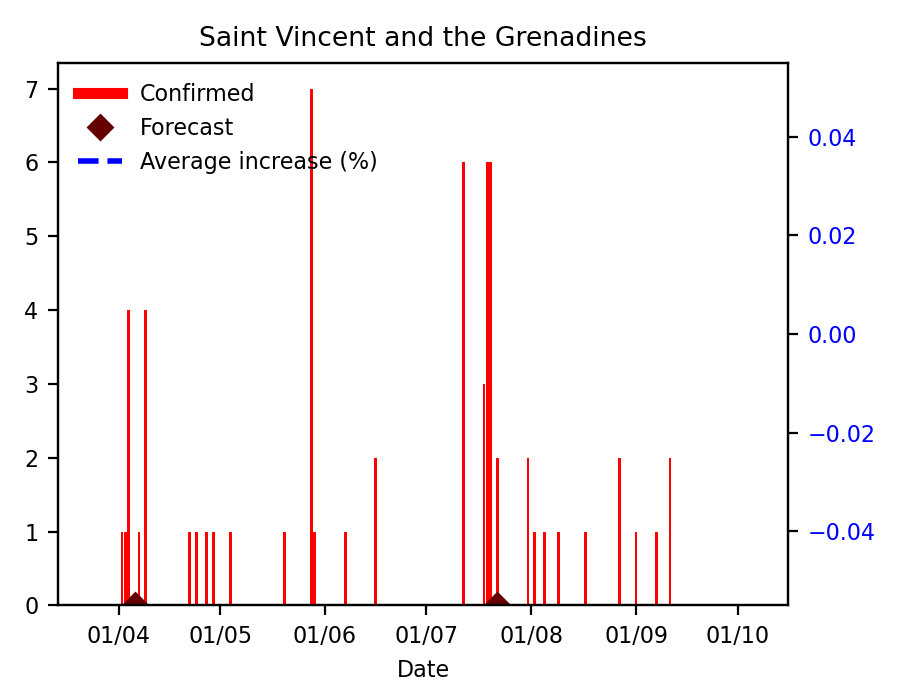 Saint Vincent and the Grenadines
Confirmed
Forecast
Average increase (%)
7
6
5
4
3
2
1
0
0.04
0.02
0.00
−0.02
−0.04
01/04 01/05 01/06 01/07 01/08 01/09 01/10
Date